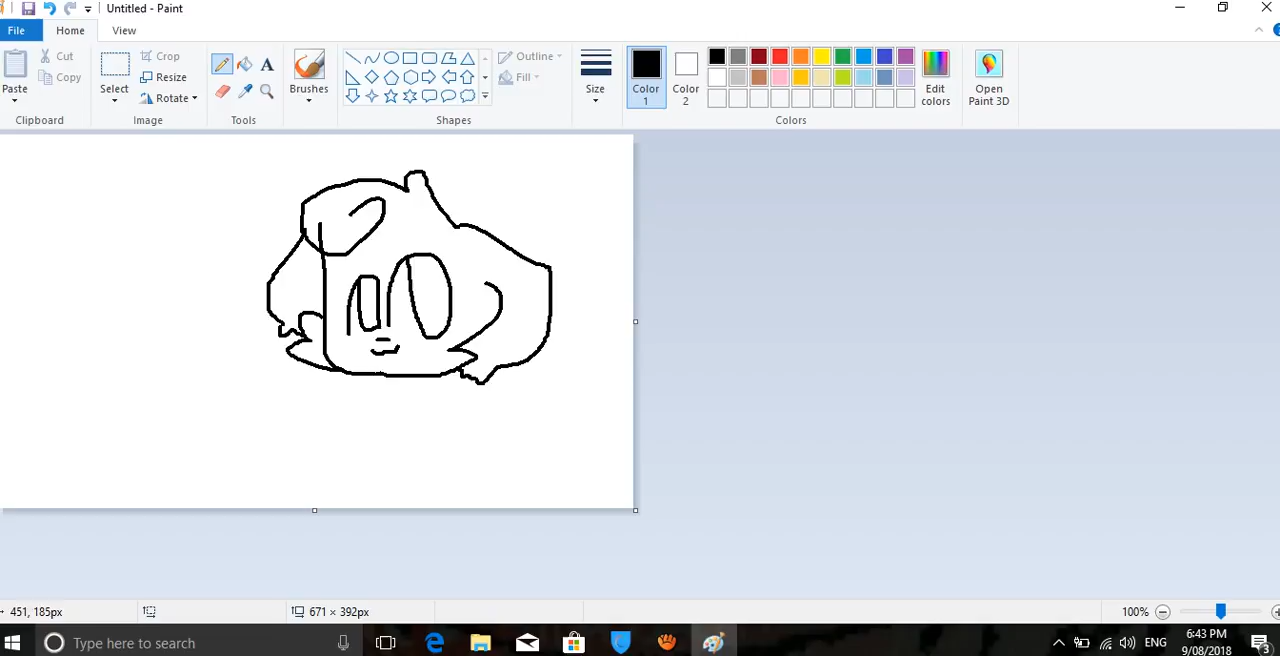 Untitled - Paint
File Home View
Paste
Cut
Copy
Clipboard
Select
Crop
Resize
Rotate
Image
A
Tools
Brushes
Outline
Fill
Shapes
Size
Color 1
Color 2
Edit colors
Colors
Open Paint 3D
451, 185px
671 × 392px
100%
Type here to search
ENG
6:43 PM
9/08/2018
3